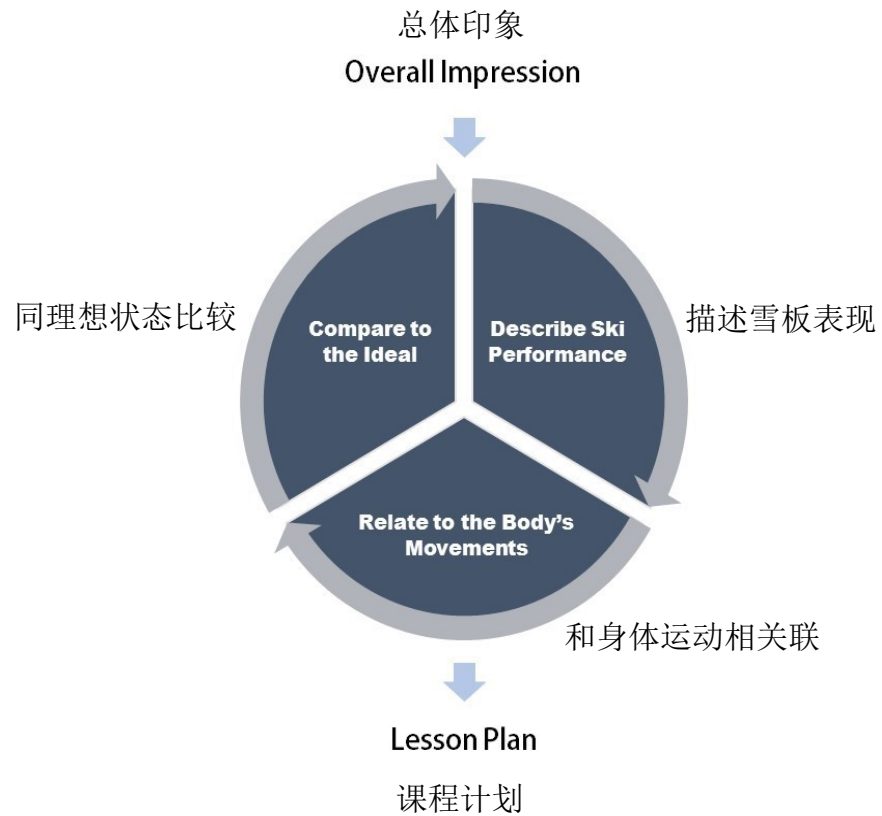 总体印象
Overall Impression
同理想状态比较
Compare to
the Ideal
Describe Ski
Performance
描述雪板表现
Relate to the Body's
Movements
和身体运动相关联
Lesson Plan
课程计划